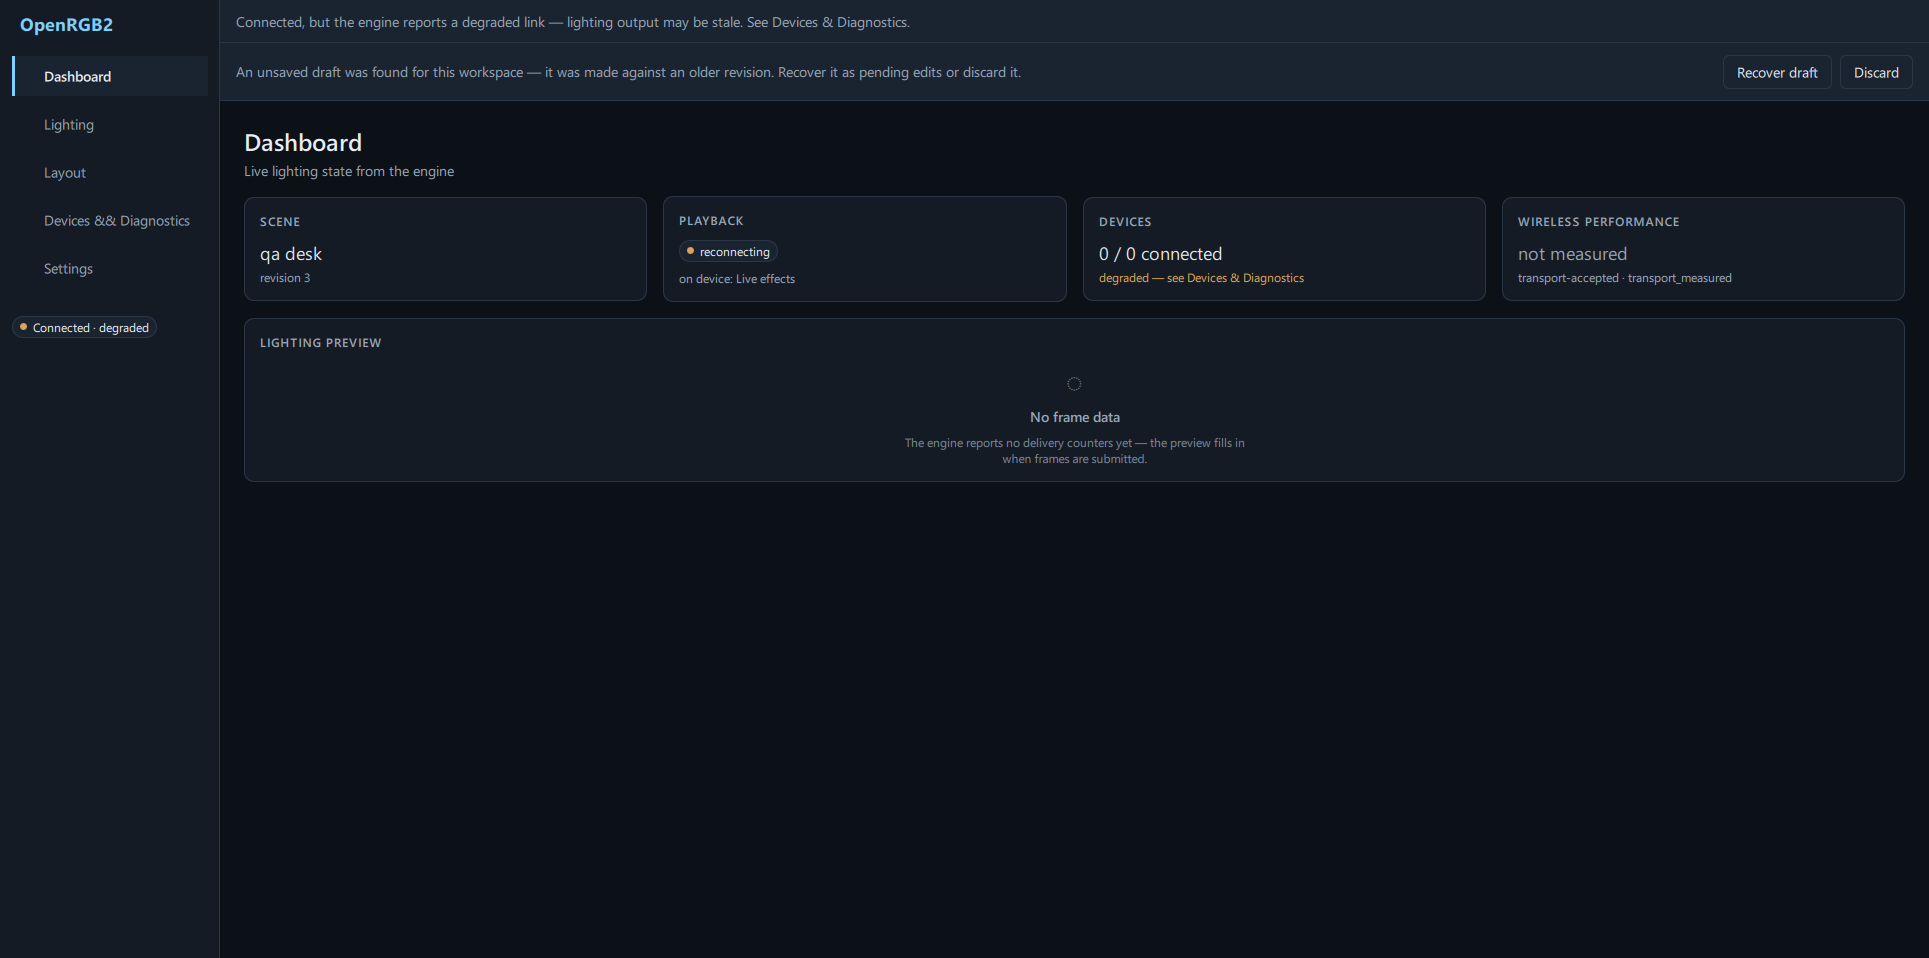 OpenRGB2
Dashboard
Lighting
Layout
Devices && Diagnostics
Settings
Connected · degraded
Connected, but the engine reports a degraded link — lighting output may be stale. See Devices & Diagnostics.
An unsaved draft was found for this workspace — it was made against an older revision. Recover it as pending edits or discard it.
Recover draft
Discard
Dashboard
Live lighting state from the engine
SCENE
qa desk
revision 3
PLAYBACK
reconnecting
on device: Live effects
DEVICES
0 / 0 connected
degraded — see Devices & Diagnostics
WIRELESS PERFORMANCE
not measured
transport-accepted · transport_measured
LIGHTING PREVIEW
No frame data
The engine reports no delivery counters yet — the preview fills in
when frames are submitted.